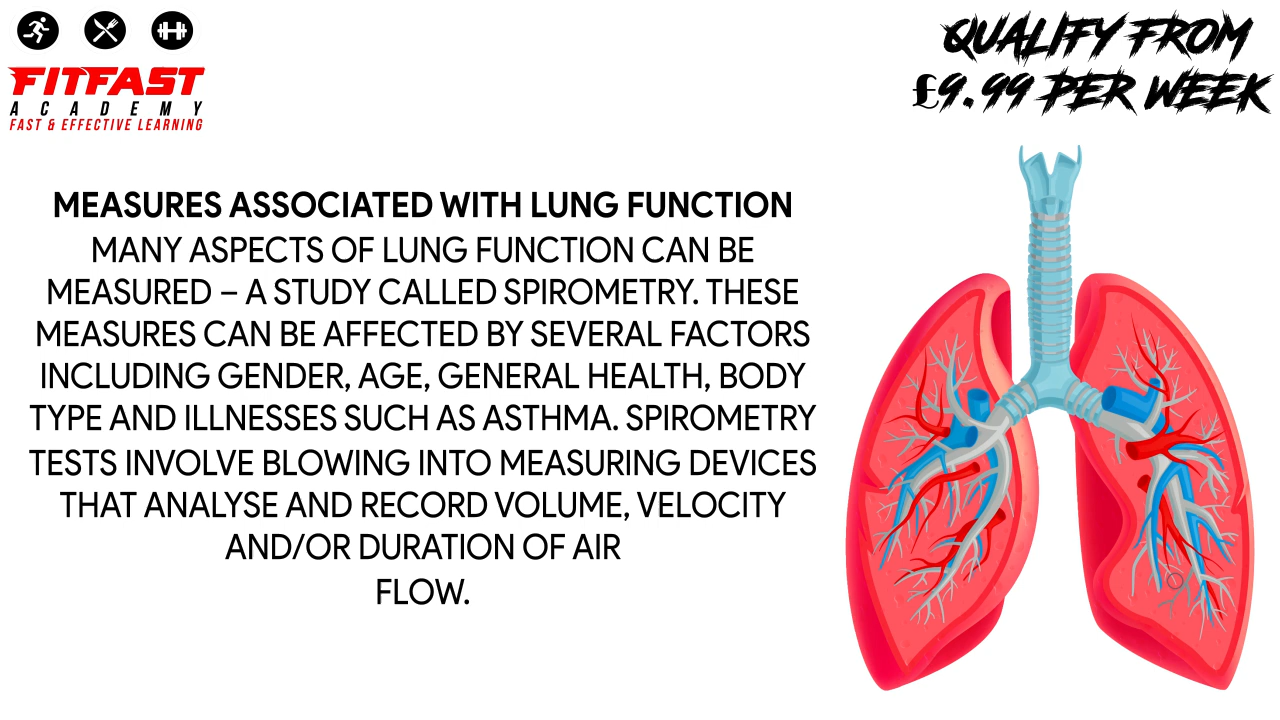 FITFAST
ACADEMY
FAST & EFFECTIVE LEARNING
QUALIFY FROM
£9.99 PER WEEK
MEASURES ASSOCIATED WITH LUNG FUNCTION
MANY ASPECTS OF LUNG FUNCTION CAN BE
MEASURED – A STUDY CALLED SPIROMETRY. THESE
MEASURES CAN BE AFFECTED BY SEVERAL FACTORS
INCLUDING GENDER, AGE, GENERAL HEALTH, BODY
TYPE AND ILLNESSES SUCH AS ASTHMA. SPIROMETRY
TESTS INVOLVE BLOWING INTO MEASURING DEVICES
THAT ANALYSE AND RECORD VOLUME, VELOCITY
AND/OR DURATION OF AIR
FLOW.